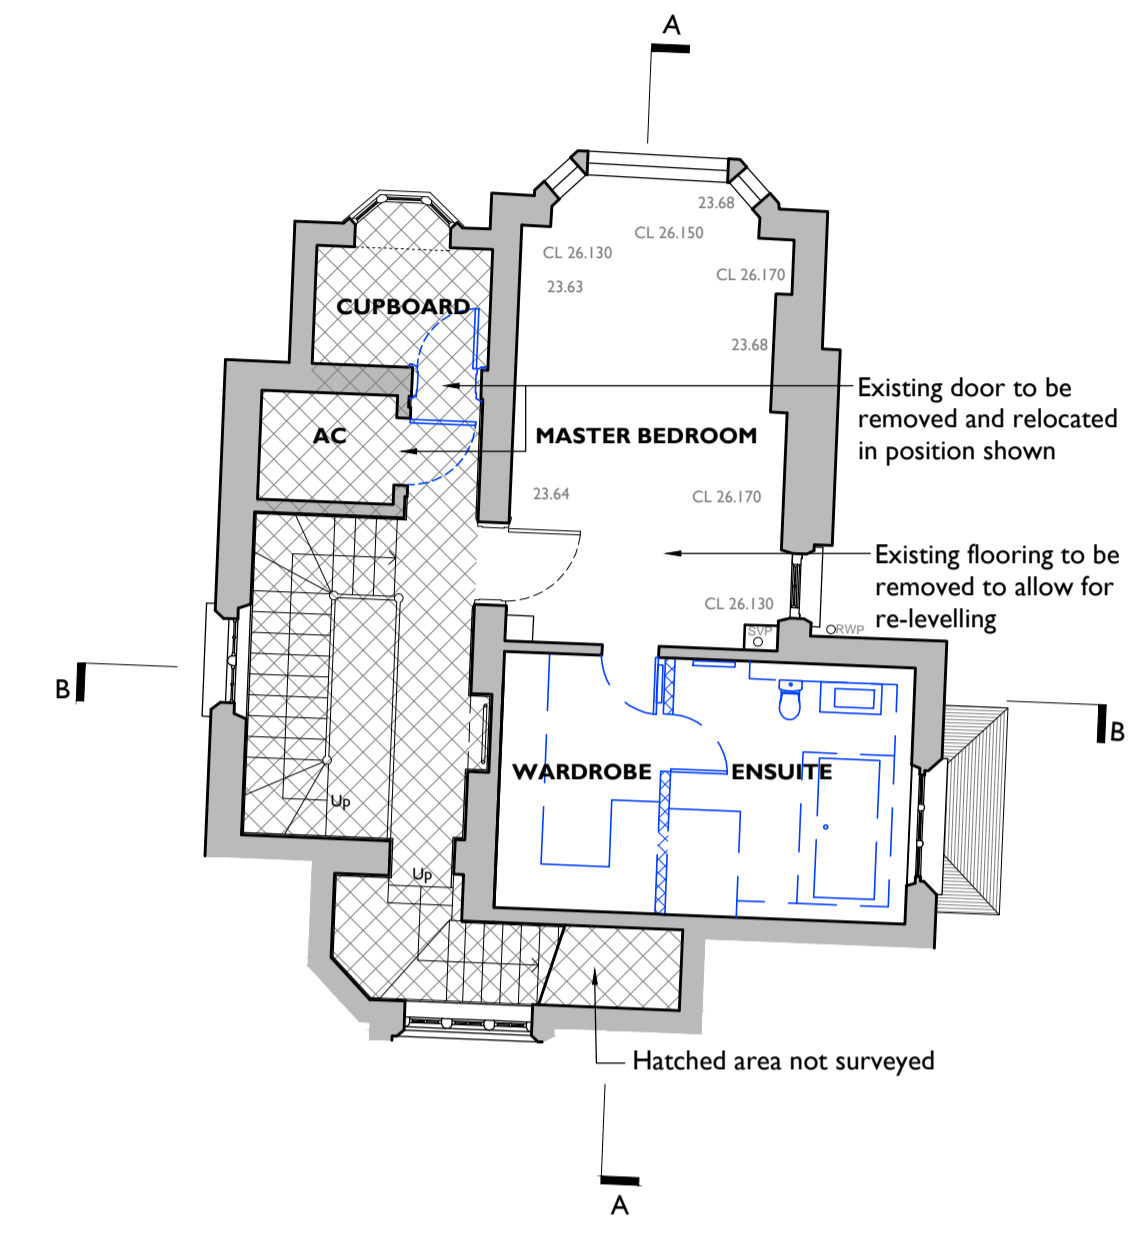 A
23.68
CL 26.150
CL 26.130
CL 26.170
23.63
CUPBOARD
23.68
Existing door to be
removed and relocated
in position shown
AC
MASTER BEDROOM
23.64
CL 26.170
Existing flooring to be
removed to allow for
re-levelling
CL 26.130
SVP
RWP
B
B
WARDROBE
ENSUITE
Up
Up
Hatched area not surveyed
A